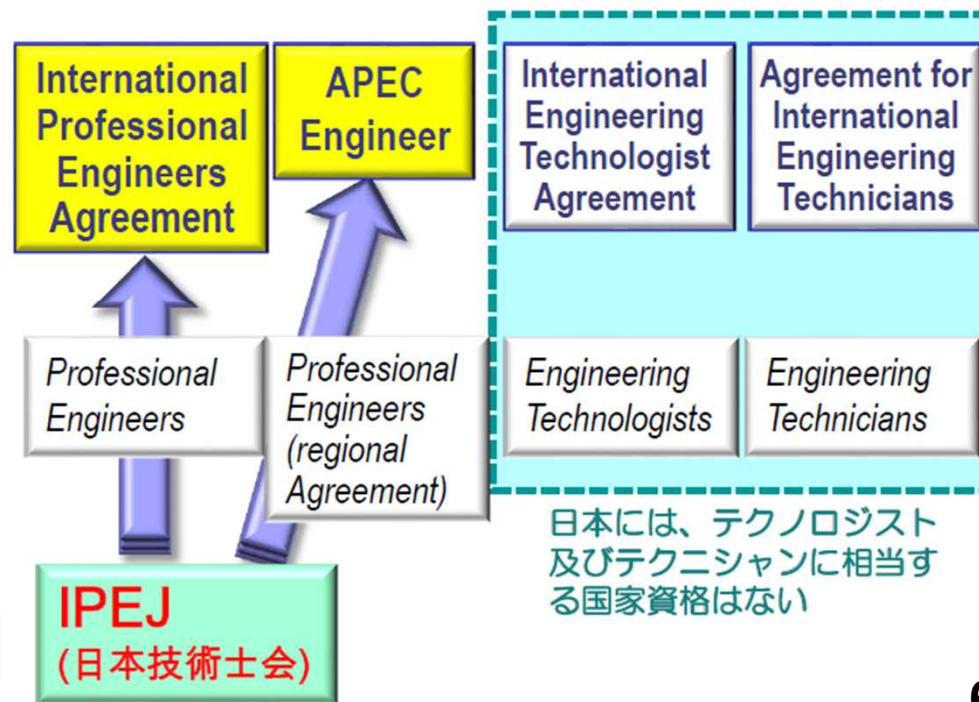 International
Professional
Engineers
Agreement
APEC
Engineer
International
Engineering
Technologist
Agreement
Agreement for
International
Engineering
Technicians
Professional
Engineers
Professional
Engineers
(regional
Agreement)
Engineering
Technologists
Engineering
Technicians
日本には、テクノロジスト
及びテクニシャンに相当す
る国家資格はない
IPEJ
(日本技術士会)